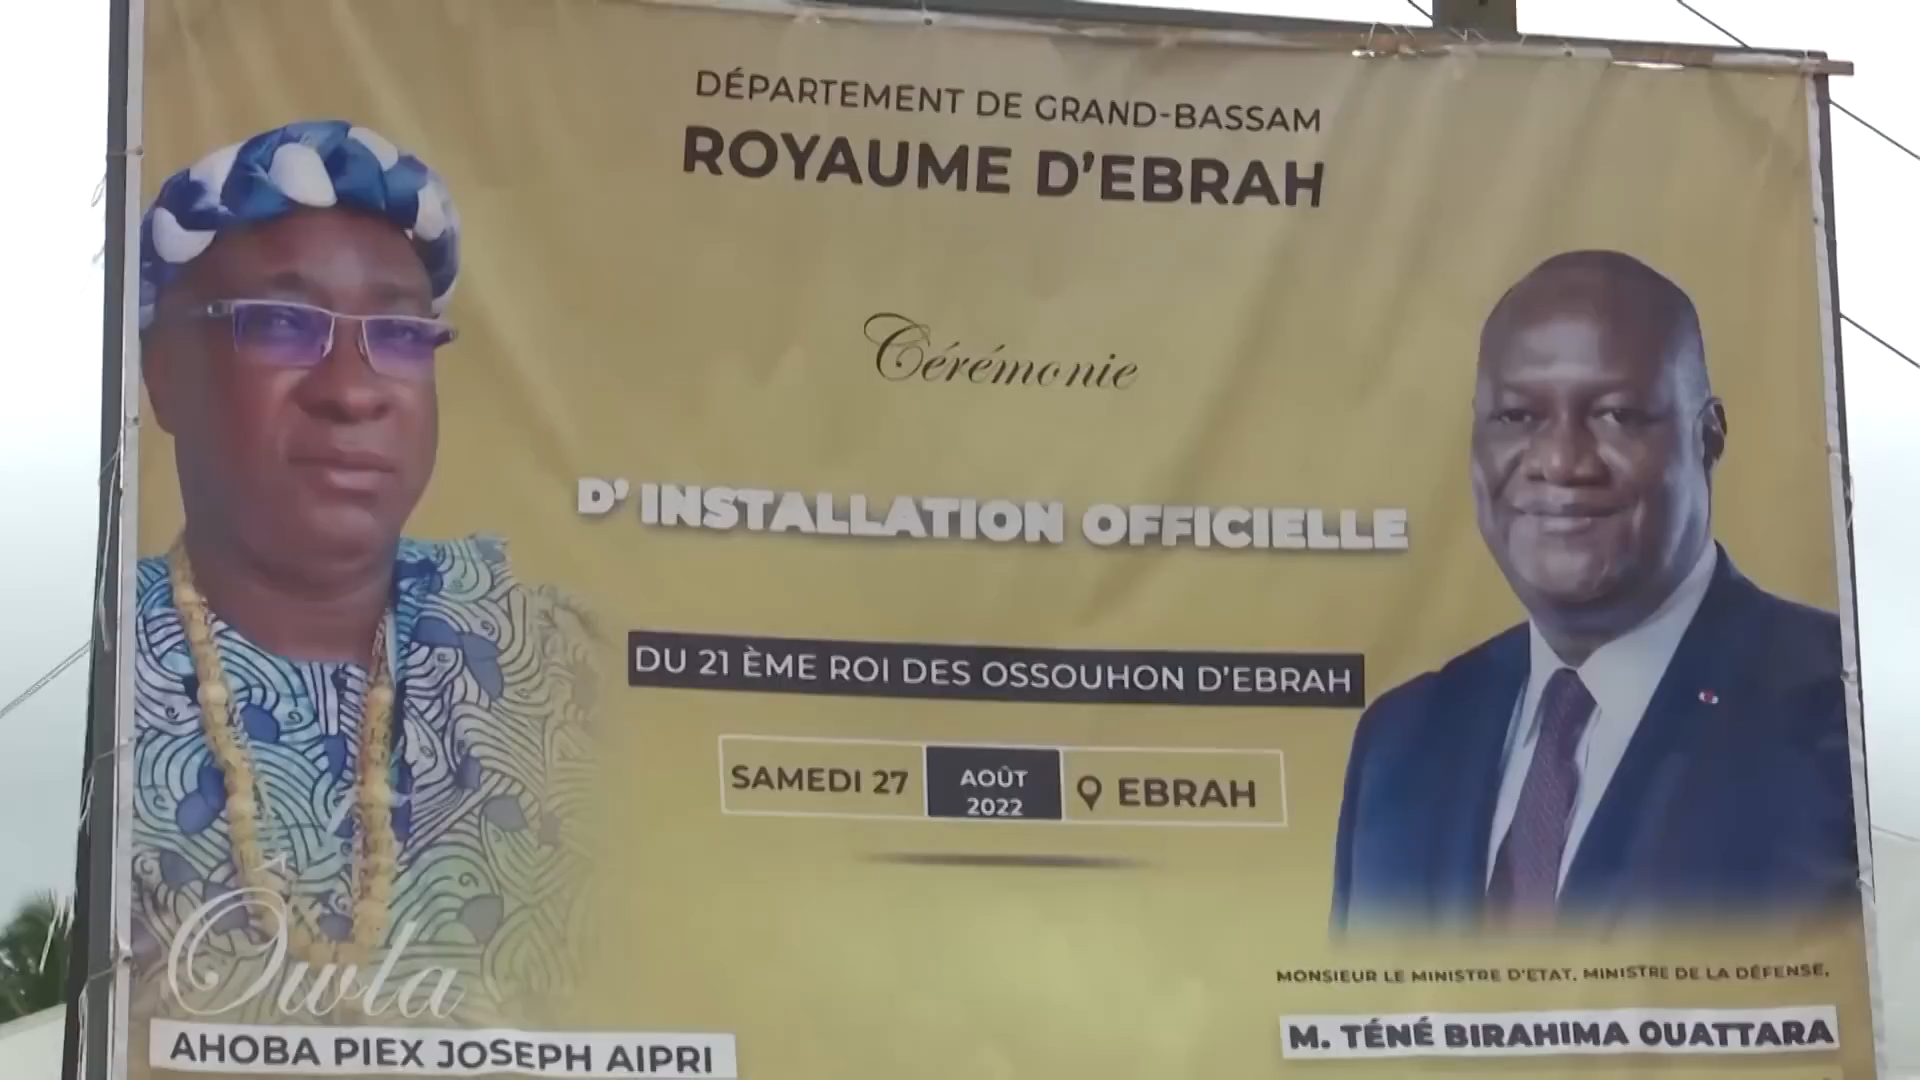 DÉPARTEMENT DE GRAND-BASSAM
ROYAUME D'EBRAH
Cérémonie
D' INSTALLATION OFFICIELLE
DU 21 ÈME ROI DES OSSOUHON D'EBRAH
SAMEDI 27 AOÛT 2022 EBRAH
Ôwla
AHOBA PIEX JOSEPH AIPRI
MONSIEUR LE MINISTRE D'ETAT, MINISTRE DE LA DÉFENSE,
M. TÉNÉ BIRAHIMA OUATTARA